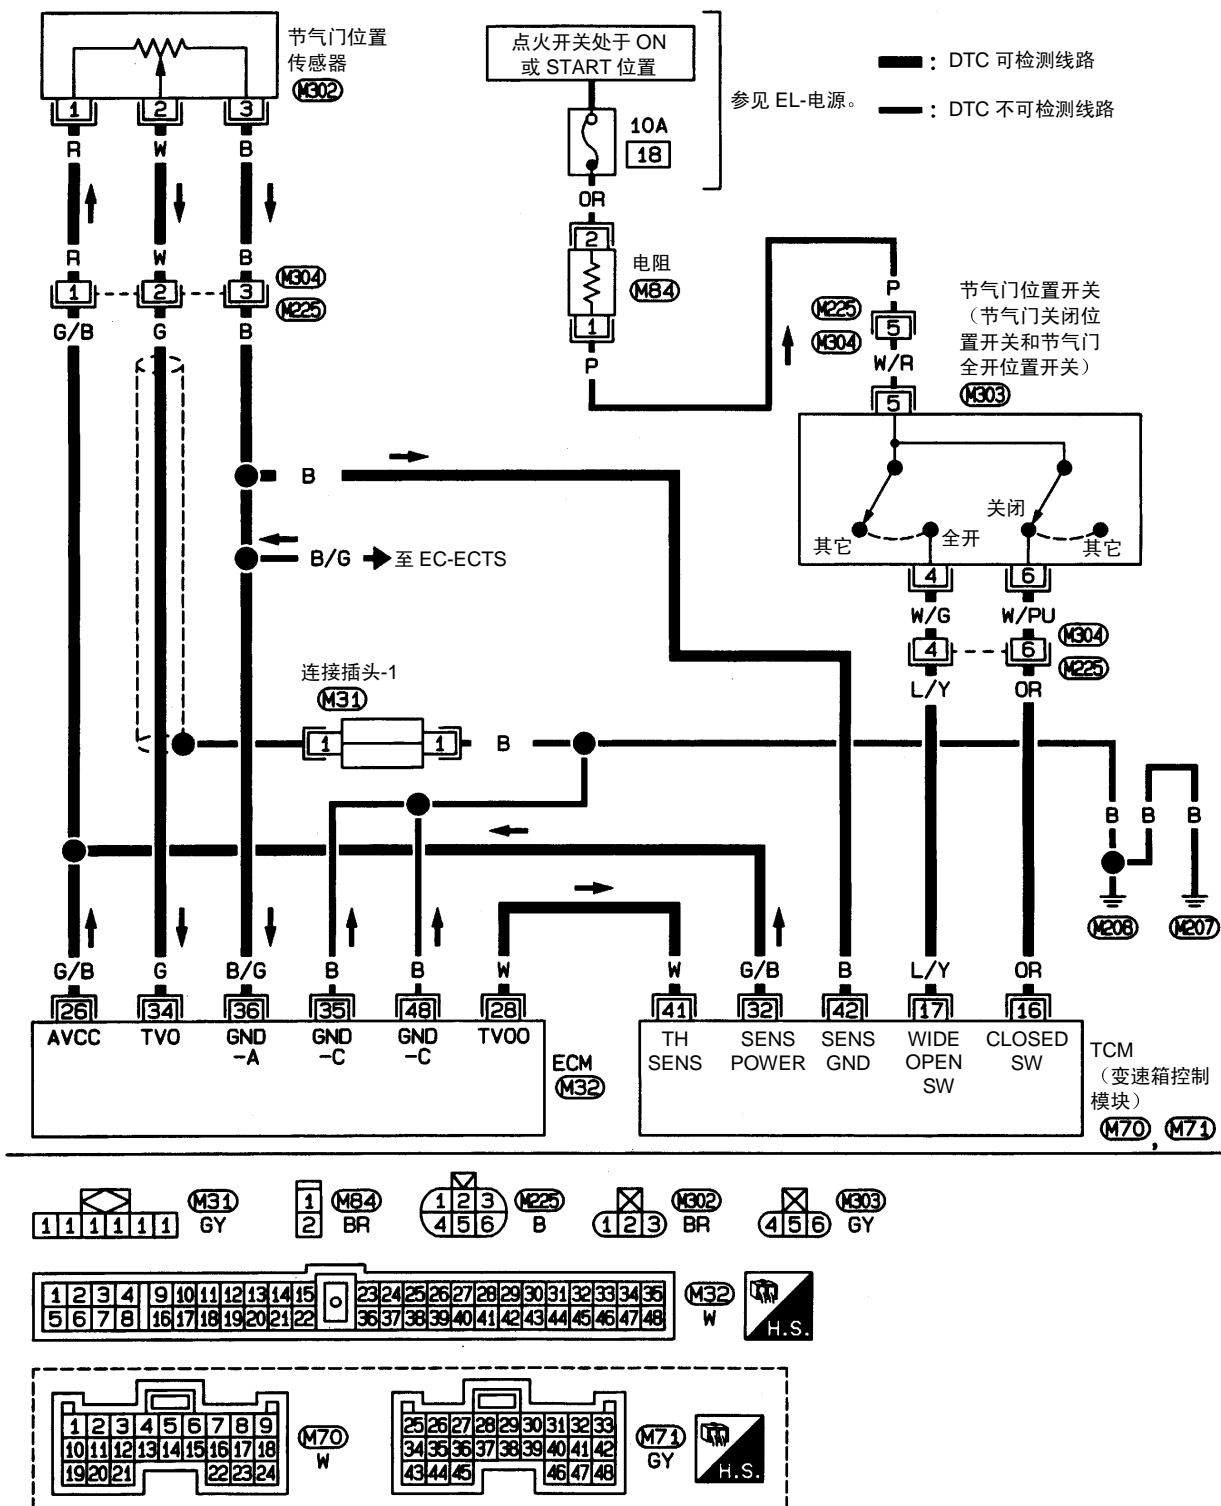 节气门位置
传感器
M302
1 2 3
R W B
R W B
1 2 3
M304
M225
G/B G B
点火开关处于 ON
或 START 位置
10A
18
OR
2
电阻
M84
1
P
参见 EL-电源。
: DTC 可检测线路
: DTC 不可检测线路
P
M225
5
M304
W/R
5
节气门位置开关
（节气门关闭位
置开关和节气门
全开位置开关）
M303
关闭
其它 全开 其它
4 6
W/G W/PU
4 6
M304
M225
L/Y OR
B
B/G 至 EC-ECTS
连接插头-1
M31
1 1 B
B B B
M208 M207
G/B G B/G B B W
26 34 36 35 48 28
AVCC TVO GND-A GND-C GND-C TVOO
ECM
M32
W G/B B L/Y OR
41 32 42 17 16
TH SENS SENS POWER SENS GND WIDE OPEN SW CLOSED SW
TCM
（变速箱控制
模块）
M70 , M71
1 1 1 1 1 1
M31
GY
1
2
M84
BR
1 2 3
4 5 6
M225
B
1 2 3
M302
BR
4 5 6
M303
GY
1 2 3 4 9 10 11 12 13 14 15 23 24 25 26 27 28 29 30 31 32 33 34 35
5 6 7 8 16 17 18 19 20 21 22 36 37 38 39 40 41 42 43 44 45 46 47 48
M32
W
H.S.
1 2 3 4 5 6 7 8 9
10 11 12 13 14 15 16 17 18
19 20 21 22 23 24
M70
W
25 26 27 28 29 30 31 32 33
34 35 36 37 38 39 40 41 42
43 44 45 46 47 48
M71
GY
H.S.